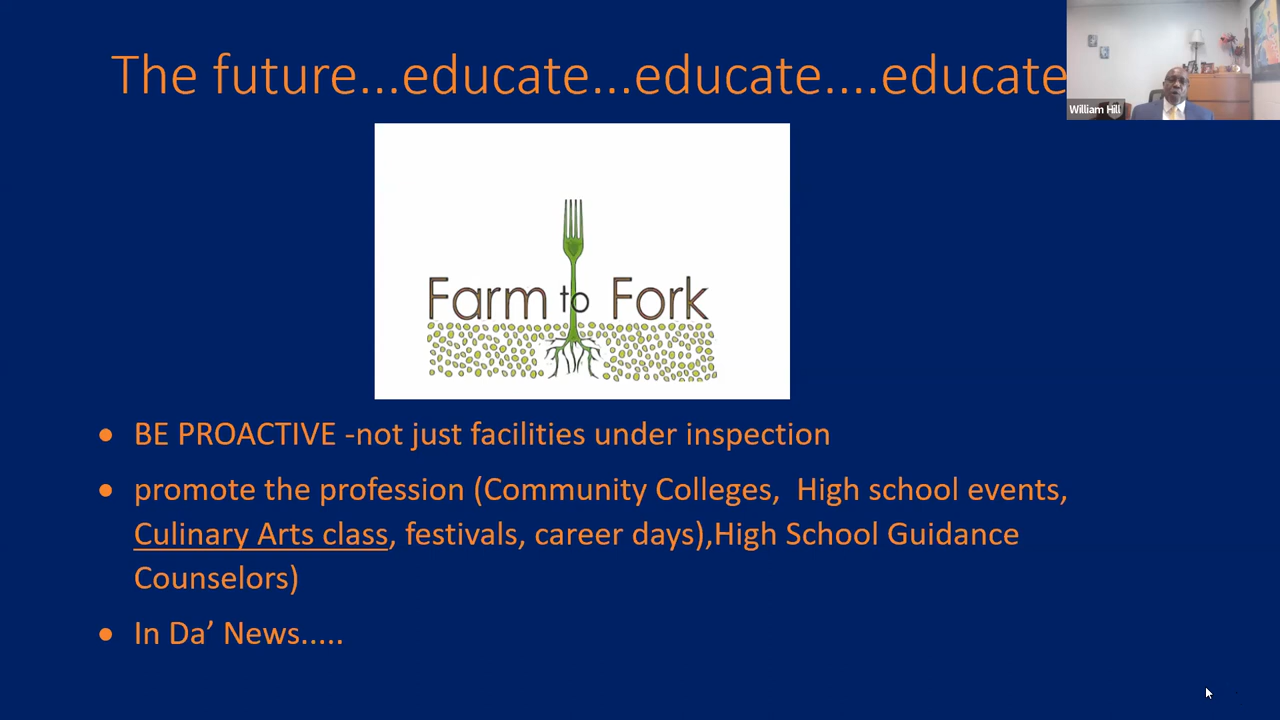 The future...educate...educate....educate
William Hill
Farm to Fork
BE PROACTIVE -not just facilities under inspection
promote the profession (Community Colleges, High school events,
Culinary Arts class, festivals, career days),High School Guidance
Counselors)
In Da’ News.....